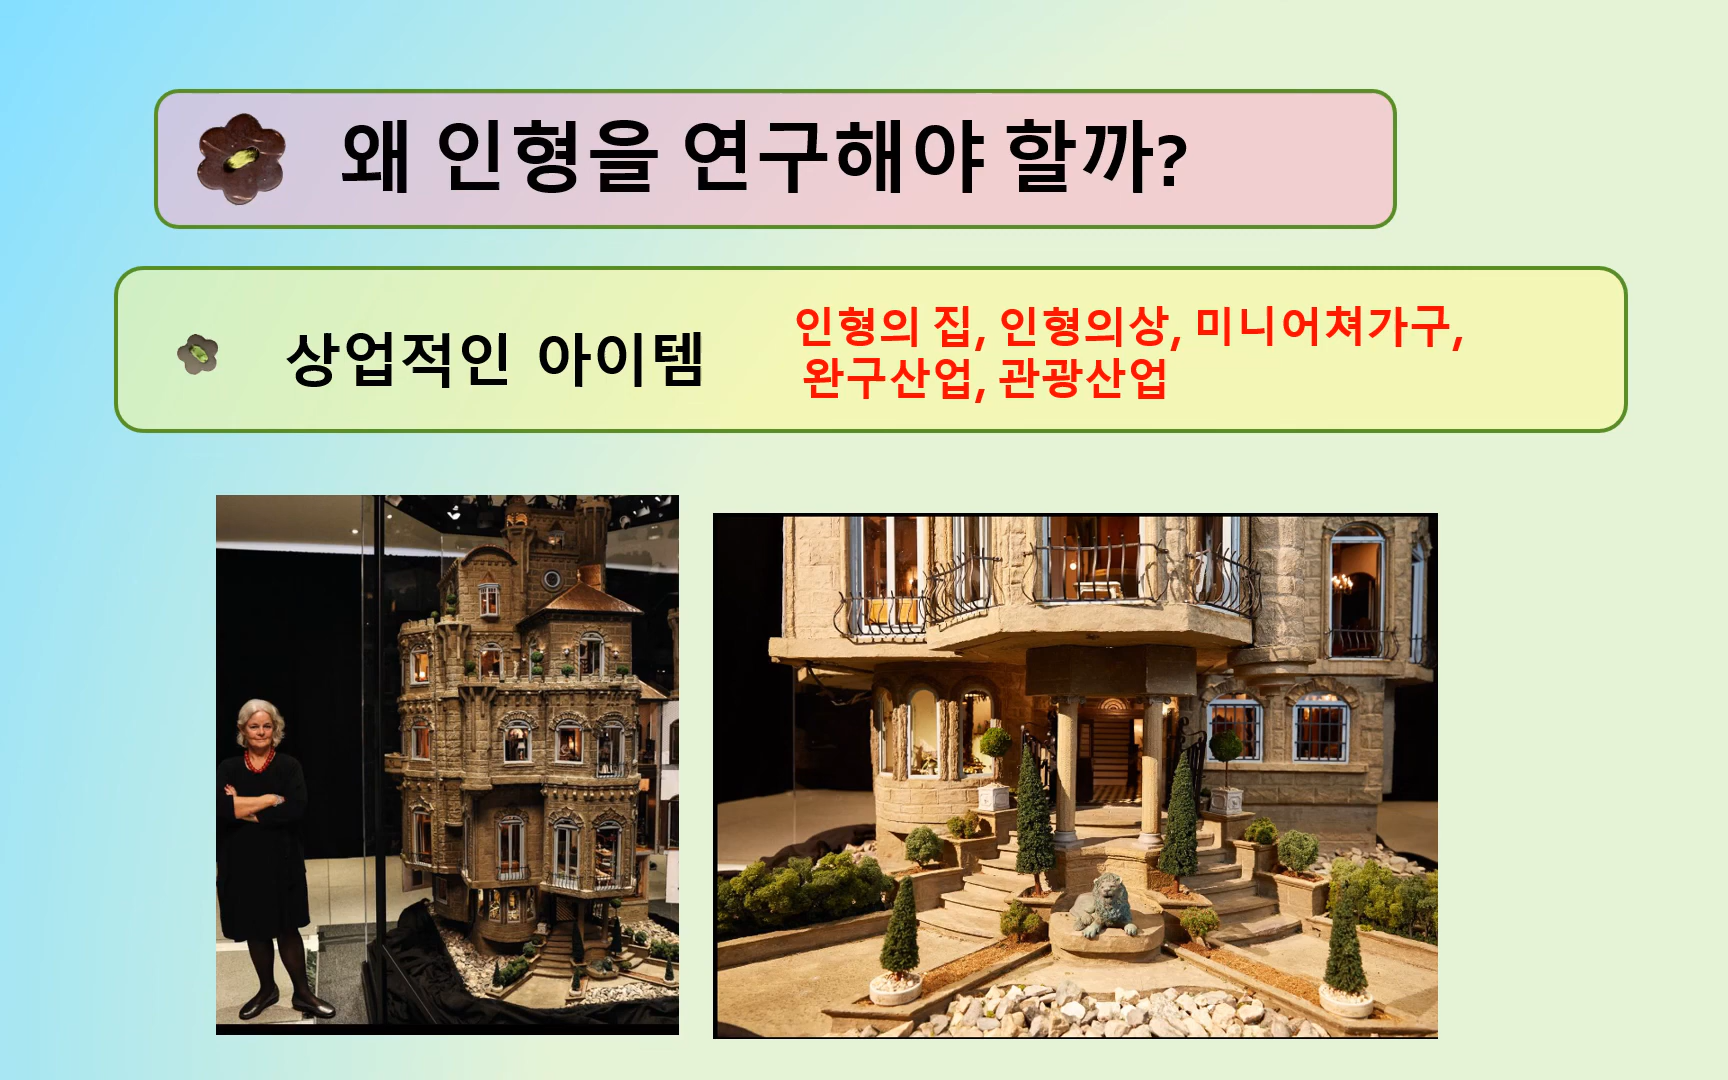 왜 인형을 연구해야 할까?
상업적인 아이템
인형의 집, 인형의상, 미니어쳐가구,
완구산업, 관광산업